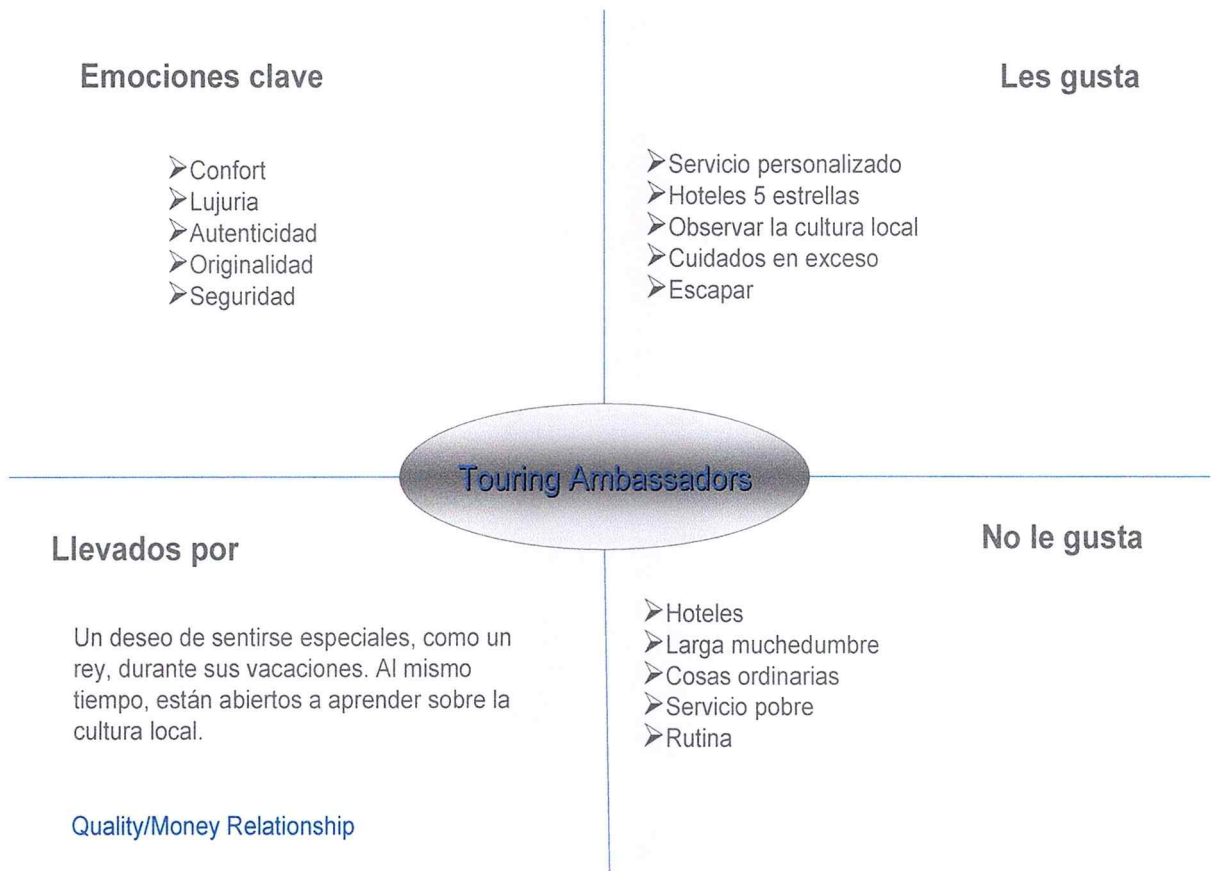 Emociones clave
➢Confort
➢Lujuria
➢Autenticidad
➢Originalidad
➢Seguridad
Les gusta
➢Servicio personalizado
➢Hoteles 5 estrellas
➢Observar la cultura local
➢Cuidados en exceso
➢Escapar
Touring Ambassadors
Llevados por
Un deseo de sentirse especiales, como un
rey, durante sus vacaciones. Al mismo
tiempo, están abiertos a aprender sobre la
cultura local.
Quality/Money Relationship
No le gusta
➢Hoteles
➢Larga muchedumbre
➢Cosas ordinarias
➢Servicio pobre
➢Rutina